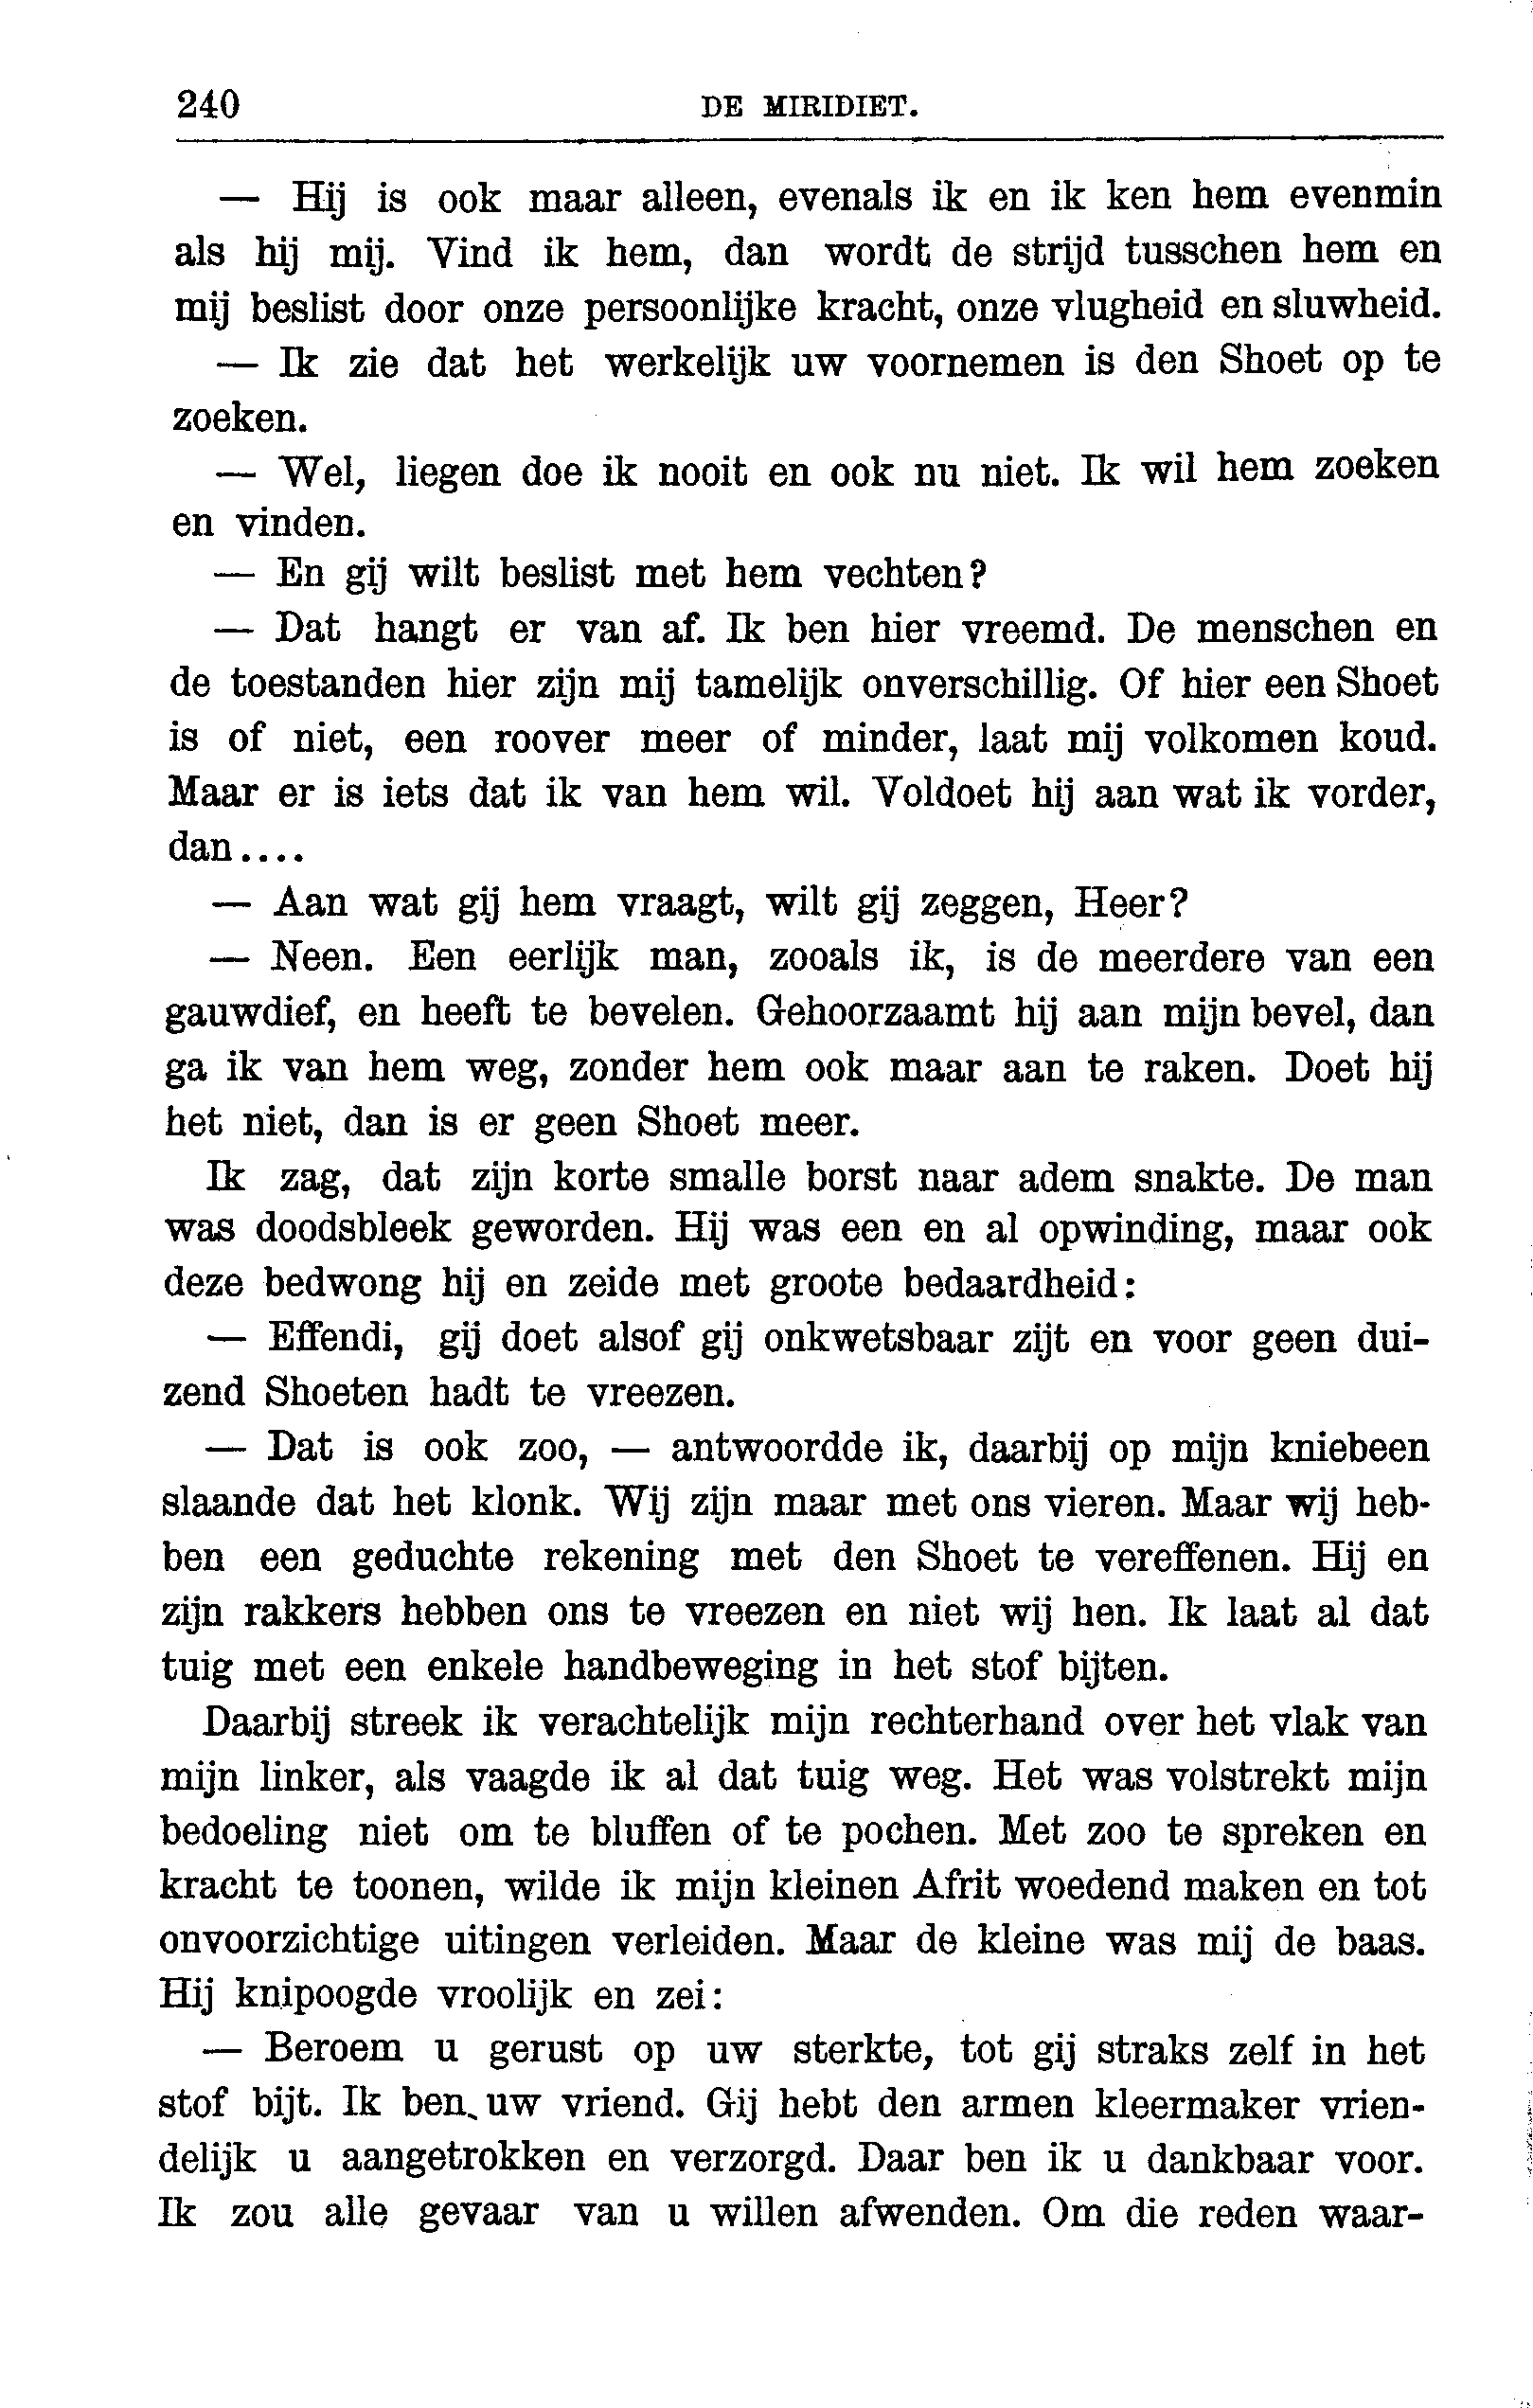 240 DE MIRIDIET.
— Hij is ook maar alleen, evenals ik en ik ken hem evenmin
als hij mij. Vind ik hem, dan wordt de strijd tusschen hem en
mij beslist door onze persoonlijke kracht, onze vlugheid en sluwheid.
— Ik zie dat het werkelijk uw voornemen is den Shoet op te
zoeken.
— Wel, liegen doe ik nooit en ook nu niet. Ik wil hem zoeken
en vinden.
— En gij wilt beslist met hem vechten?
— Dat hangt er van af. Ik ben hier vreemd. De menschen en
de toestanden hier zijn mij tamelijk onverschillig. Of hier een Shoet
is of niet, een roover meer of minder, laat mij volkomen koud.
Maar er is iets dat ik van hem wil. Voldoet hij aan wat ik vorder,
dan....
— Aan wat gij hem vraagt, wilt gij zeggen, Heer?
— Neen. Een eerlijk man, zooals ik, is de meerdere van een
gauwdief, en heeft te bevelen. Gehoorzaamt hij aan mijn bevel, dan
ga ik van hem weg, zonder hem ook maar aan te raken. Doet hij
het niet, dan is er geen Shoet meer.
Ik zag, dat zijn korte smalle borst naar adem snakte. De man
was doodsbleek geworden. Hij was een en al opwinding, maar ook
deze bedwong hij en zeide met groote bedaardheid:
— Effendi, gij doet alsof gij onkwetsbaar zijt en voor geen dui-
zend Shoeten hadt te vreezen.
— Dat is ook zoo, — antwoordde ik, daarbij op mijn kniebeen
slaande dat het klonk. Wij zijn maar met ons vieren. Maar wij heb-
ben een geduchte rekening met den Shoet te vereffenen. Hij en
zijn rakkers hebben ons te vreezen en niet wij hen. Ik laat al dat
tuig met een enkele handbeweging in het stof bijten.
Daarbij streek ik verachtelijk mijn rechterhand over het vlak van
mijn linker, als vaagde ik al dat tuig weg. Het was volstrekt mijn
bedoeling niet om te bluffen of te pochen. Met zoo te spreken en
kracht te toonen, wilde ik mijn kleinen Afrit woedend maken en tot
onvoorzichtige uitingen verleiden. Maar de kleine was mij de baas.
Hij knipoogde vroolijk en zei:
— Beroem u gerust op uw sterkte, tot gij straks zelf in het
stof bijt. Ik ben uw vriend. Gij hebt den armen kleermaker vrien-
delijk u aangetrokken en verzorgd. Daar ben ik u dankbaar voor.
Ik zou alle gevaar van u willen afwenden. Om die reden waar-